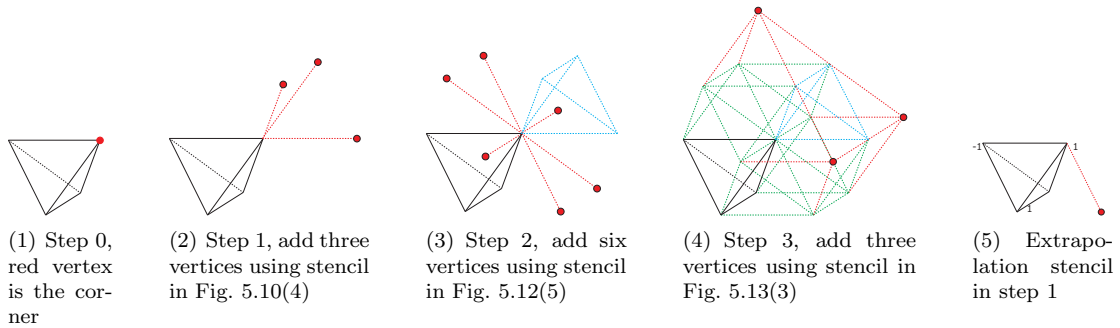 -1
1
1
(1) Step 0,
red vertex
is the cor-
ner
(2) Step 1, add three
vertices using stencil
in Fig. 5.10(4)
(3) Step 2, add six
vertices using stencil
in Fig. 5.12(5)
(4) Step 3, add three
vertices using stencil in
Fig. 5.13(3)
(5) Extrapo-
lation stencil
in step 1